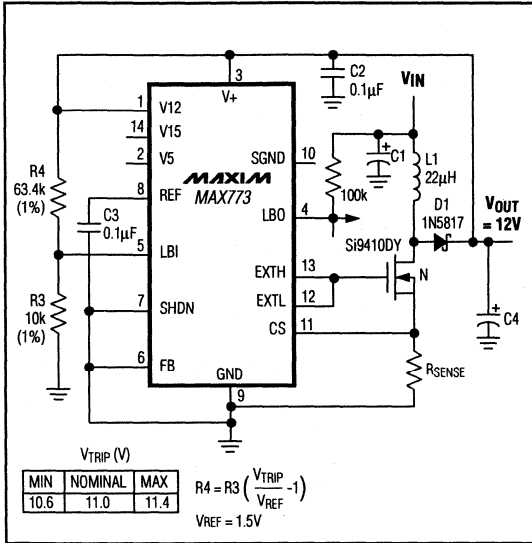 C2
0.1µF
VIN
3
V+
1
V12
14
V15
2
V5
8
REF
MAXIM
MAX773
SGND
10
C1
L1
22µH
R4
63.4k
(1%)
100k
D1
1N5817
VOUT
= 12V
C3
0.1µF
LBO
4
5
LBI
Si9410DY
EXTH
13
N
EXTL
12
R3
10k
(1%)
7
SHDN
CS
11
C4
6
FB
RSENSE
GND
9
VTRIP (V)
MIN NOMINAL MAX
10.6 11.0 11.4
R4 = R3 ( VTRIP / VREF -1)
VREF = 1.5V